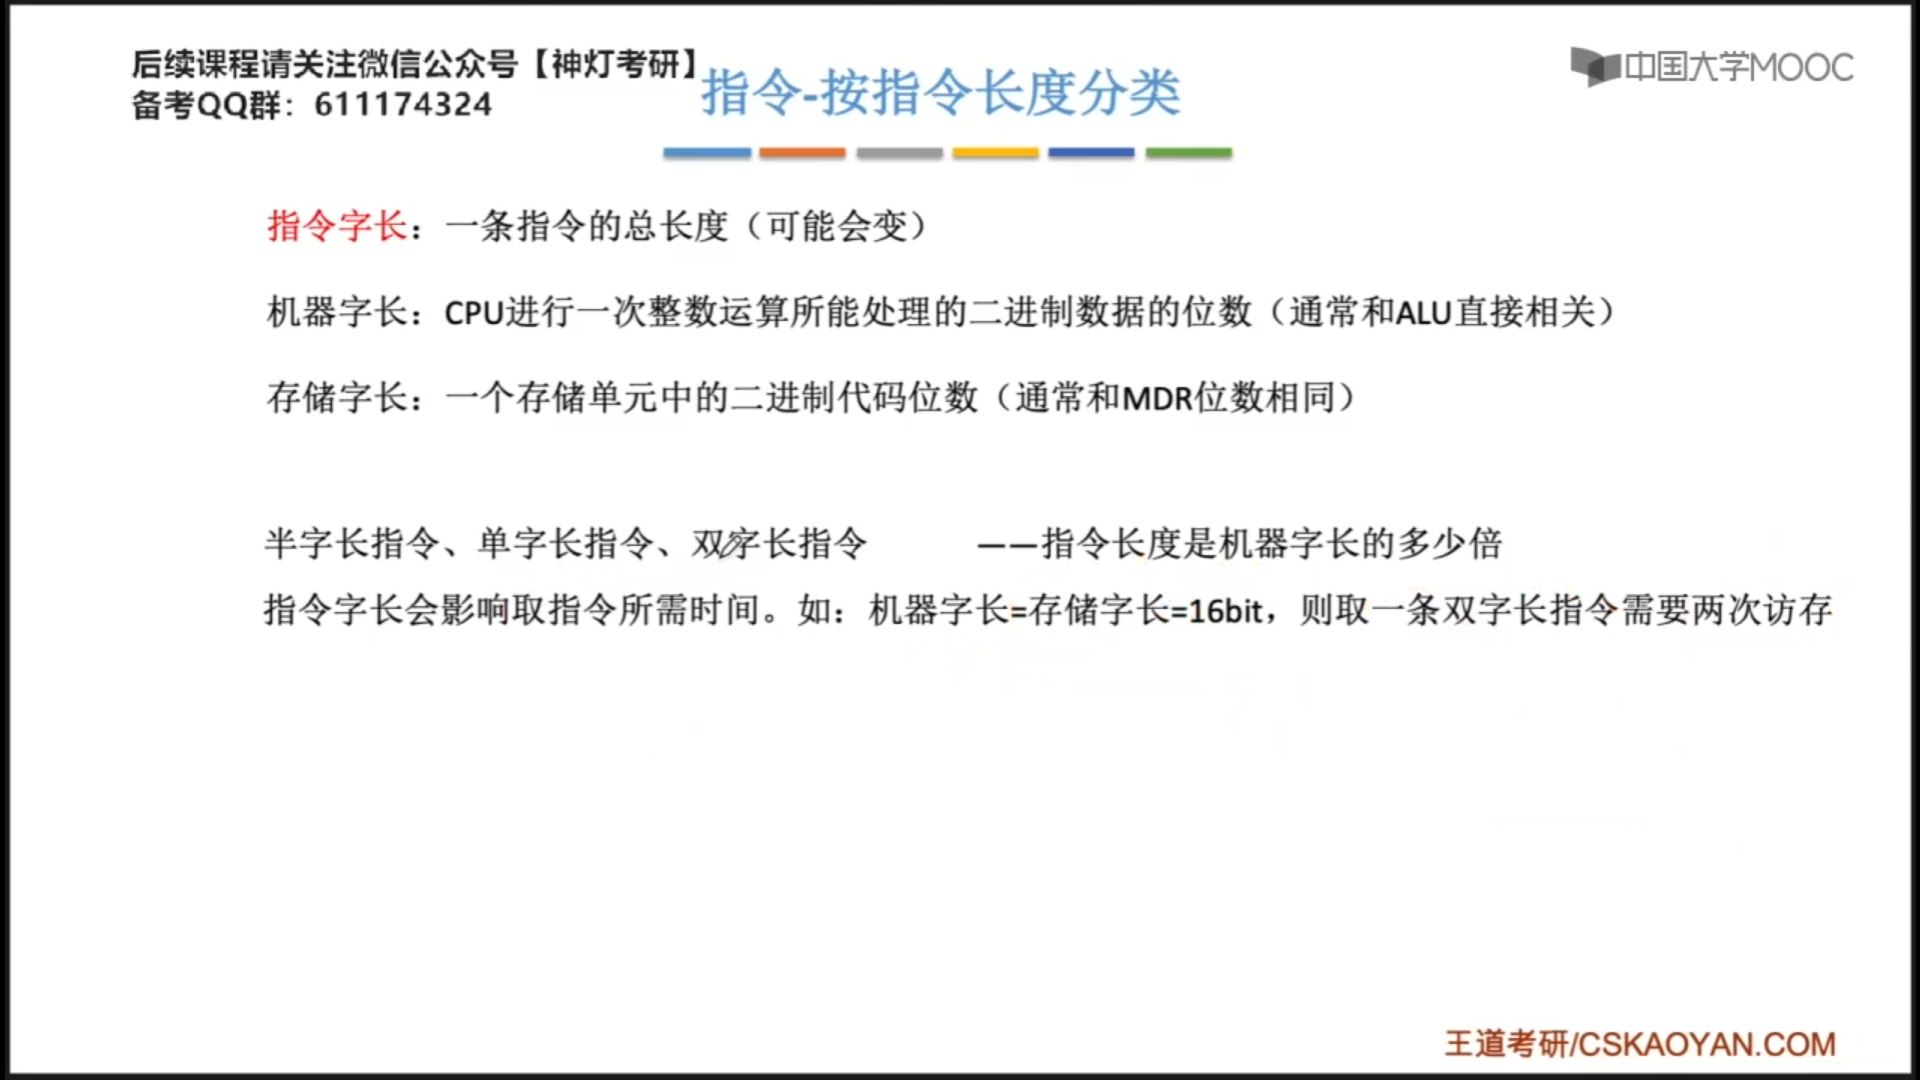 后续课程请关注微信公众号【神灯考研】
备考QQ群：611174324
指令-按指令长度分类
中国大学MOOC
指令字长：一条指令的总长度（可能会变）
机器字长：CPU进行一次整数运算所能处理的二进制数据的位数（通常和ALU直接相关）
存储字长：一个存储单元中的二进制代码位数（通常和MDR位数相同）
半字长指令、单字长指令、双字长指令 ——指令长度是机器字长的多少倍
指令字长会影响取指令所需时间。如：机器字长=存储字长=16bit，则取一条双字长指令需要两次访存
王道考研/CSKAOYAN.COM